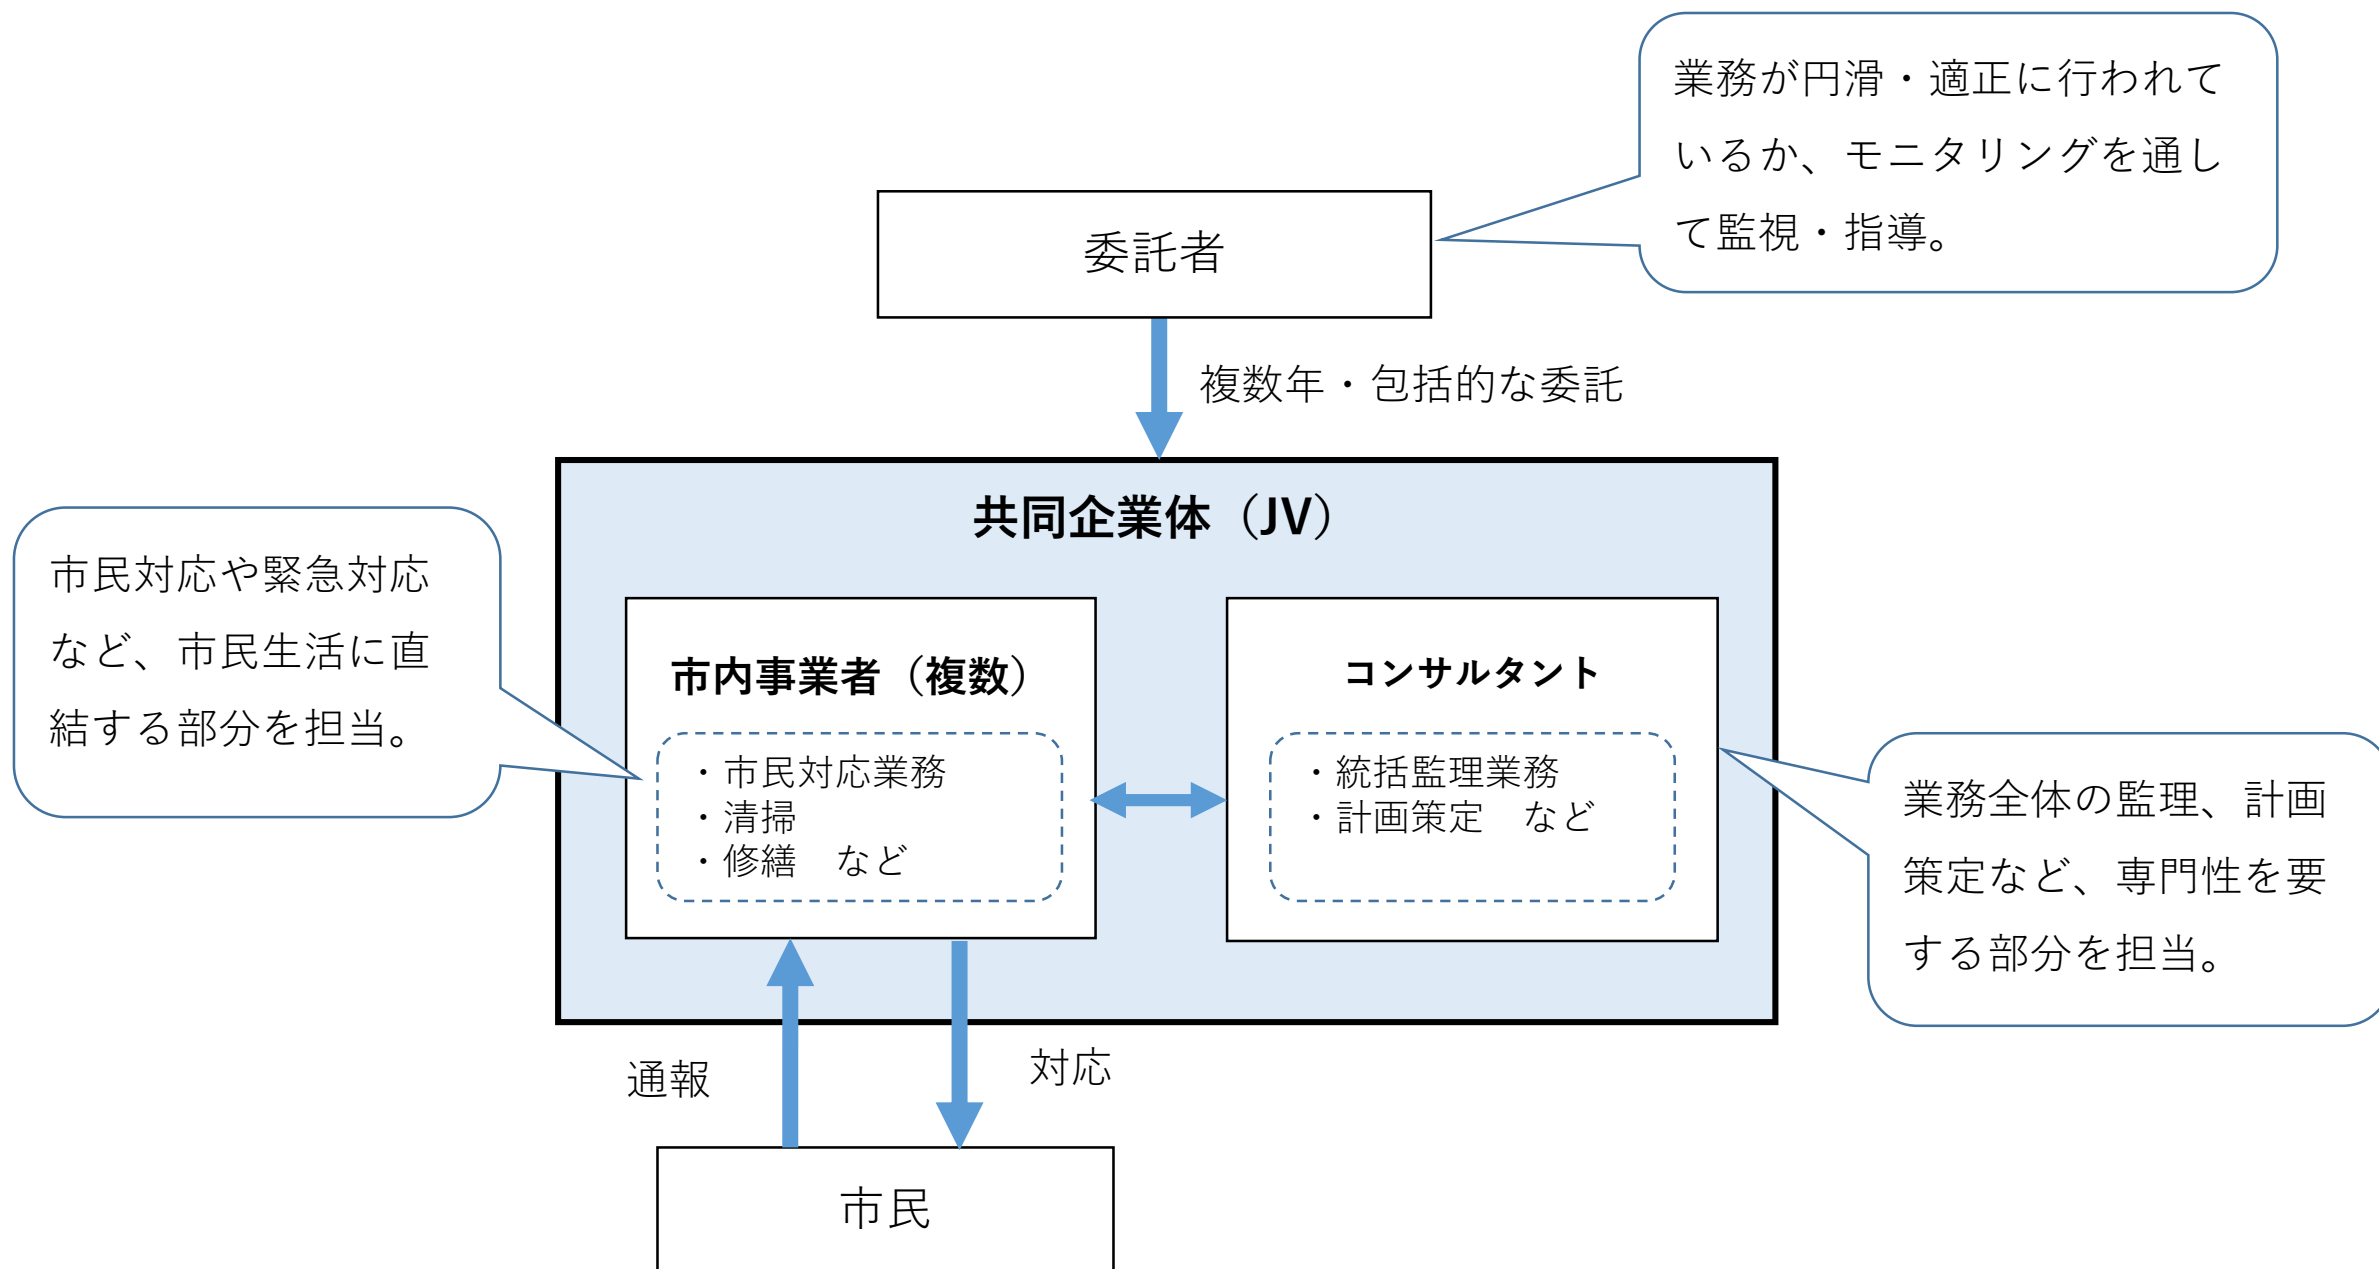 業務が円滑・適正に行われて
いるか、モニタリングを通し
て監視・指導。
委託者
複数年・包括的な委託
共同企業体（JV）
市民対応や緊急対応
など、市民生活に直
結する部分を担当。
市内事業者（複数）
・市民対応業務
・清掃
・修繕　など
コンサルタント
・統括監理業務
・計画策定　など
業務全体の監理、計画
策定など、専門性を要
する部分を担当。
通報
対応
市民